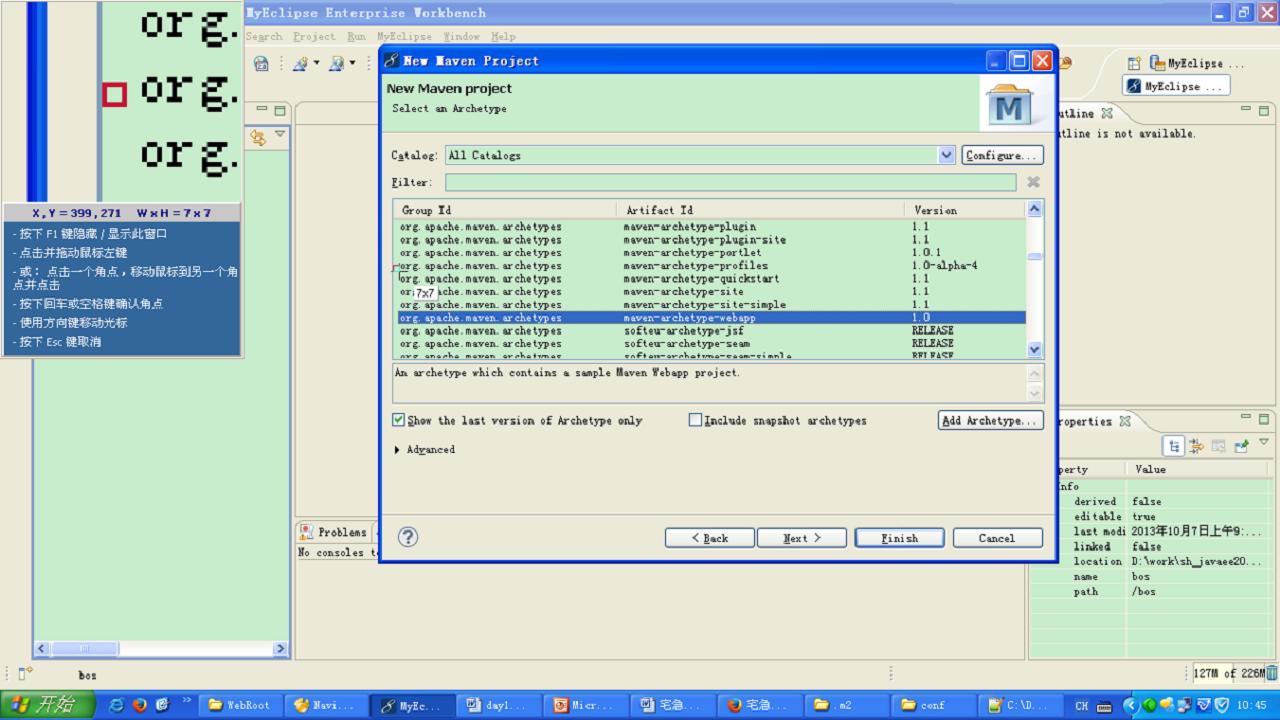 MyEclipse Enterprise Workbench
Search Project Run MyEclipse Window Help
org.
org.
org.
X,Y=399,271 WxH=7x7
- 按下 F1 键隐藏 / 显示此窗口
- 点击并拖动鼠标左键
- 或：点击一个角点，移动鼠标到另一个角
点并点击
- 按下回车或空格键确认角点
- 使用方向键移动光标
- 按下 Esc 键取消
New Maven Project
New Maven project
Select an Archetype
Catalog: All Catalogs Configure...
Filter:
Group Id Artifact Id Version
org.apache.maven.archetypes maven-archetype-plugin 1.1
org.apache.maven.archetypes maven-archetype-plugin-site 1.1
org.apache.maven.archetypes maven-archetype-portlet 1.0.1
org.apache.maven.archetypes maven-archetype-profiles 1.0-alpha-4
org.apache.maven.archetypes maven-archetype-quickstart 1.1
org.apache.maven.archetypes maven-archetype-site 1.1
7x7
org.apache.maven.archetypes maven-archetype-site-simple 1.1
org.apache.maven.archetypes maven-archetype-webapp 1.0
org.apache.maven.archetypes softeu-archetype-jsf RELEASE
org.apache.maven.archetypes softeu-archetype-seam RELEASE
org.apache.maven.archetypes softeu-archetype-seam-simple RELEASE
An archetype which contains a sample Maven Webapp project.
Show the last version of Archetype only Include snapshot archetypes Add Archetype...
Advanced
< Back Next > Finish Cancel
MyEclipse ...
MyEclipse ...
utline
utline is not available.
roperties
perty Value
nfo
derived false
editable true
last modi 2013年10月7日上午9:...
linked false
location D:\work\sh_javaee20...
name bos
path /bos
Problems
No consoles t
bos
127M of 226M
开始 WebRoot Navi... MyEc... day1... Micr... 宅急... 宅急... .m2 conf C:\D... CH 10:45